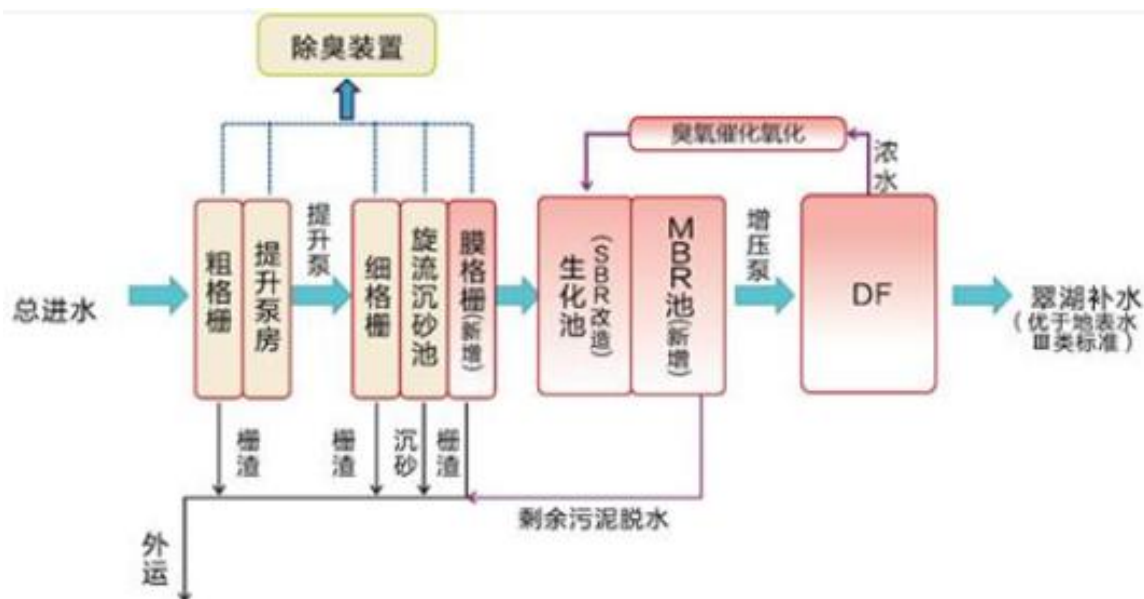 除臭装置
臭氧催化氧化
浓水
总进水
粗格栅
提升泵房
提升泵
细格栅
旋流沉砂池
膜格栅(新增)
生化池
(SBR改造)
MBR池(新增)
增压泵
DF
翠湖补水
(优于地表水
Ⅲ类标准)
栅渣
栅渣
沉砂
栅渣
剩余污泥脱水
外运